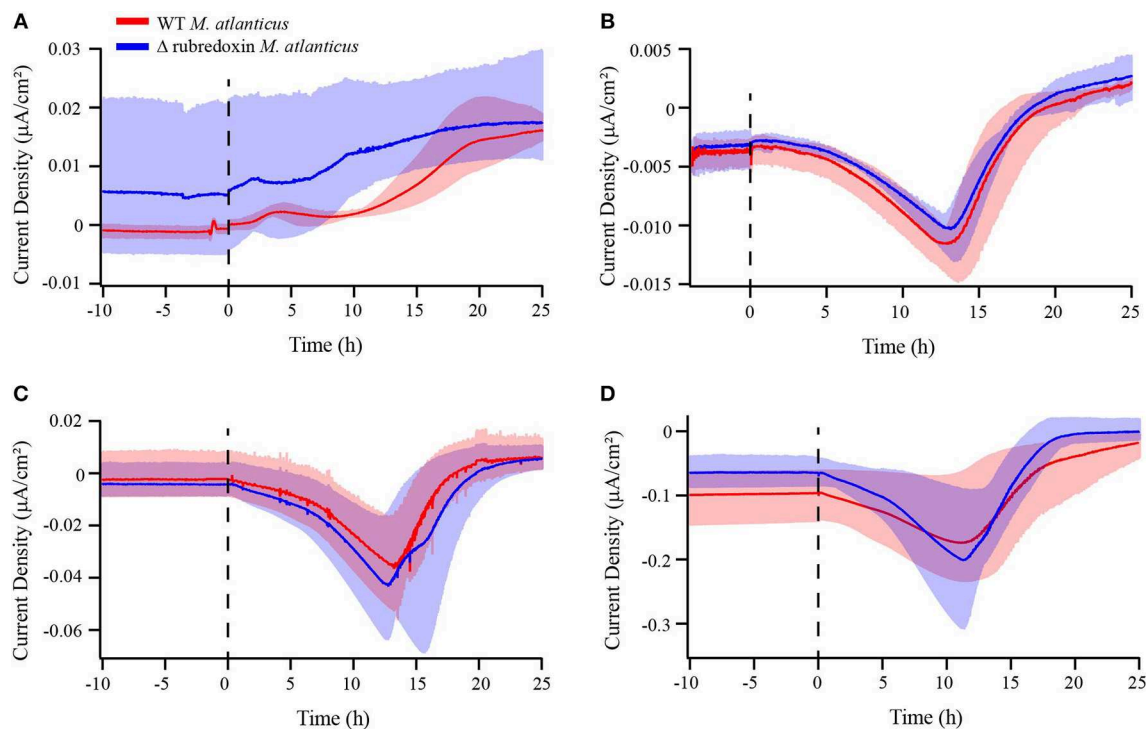 A
WT M. atlanticus
Δ rubredoxin M. atlanticus
0.03
0.02
0.01
0
-0.01
Current Density (µA/cm²)
-10 -5 0 5 10 15 20 25
Time (h)
B
0.005
0
-0.005
-0.010
-0.015
Current Density (µA/cm²)
0 5 10 15 20 25
Time (h)
C
0.02
0
-0.02
-0.04
-0.06
Current Density (µA/cm²)
-10 -5 0 5 10 15 20 25
Time (h)
D
0
-0.1
-0.2
-0.3
Current Density (µA/cm²)
-10 -5 0 5 10 15 20 25
Time (h)